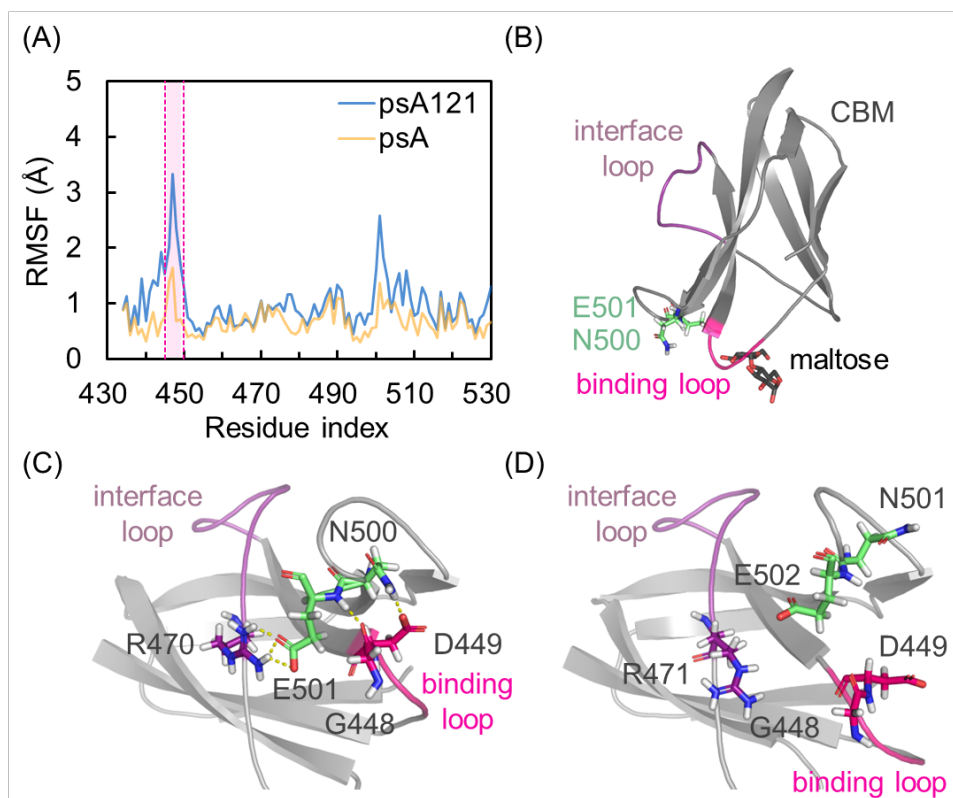 (A)
5
4
3
2
1
0
RMSF (Å)
psA121
psA
430
450
470
490
510
530
Residue index
(B)
interface
loop
CBM
E501
N500
binding loop
maltose
(C)
interface
loop
N500
R470
D449
E501
binding
loop
G448
(D)
interface
loop
N501
E502
D449
R471
G448
binding loop